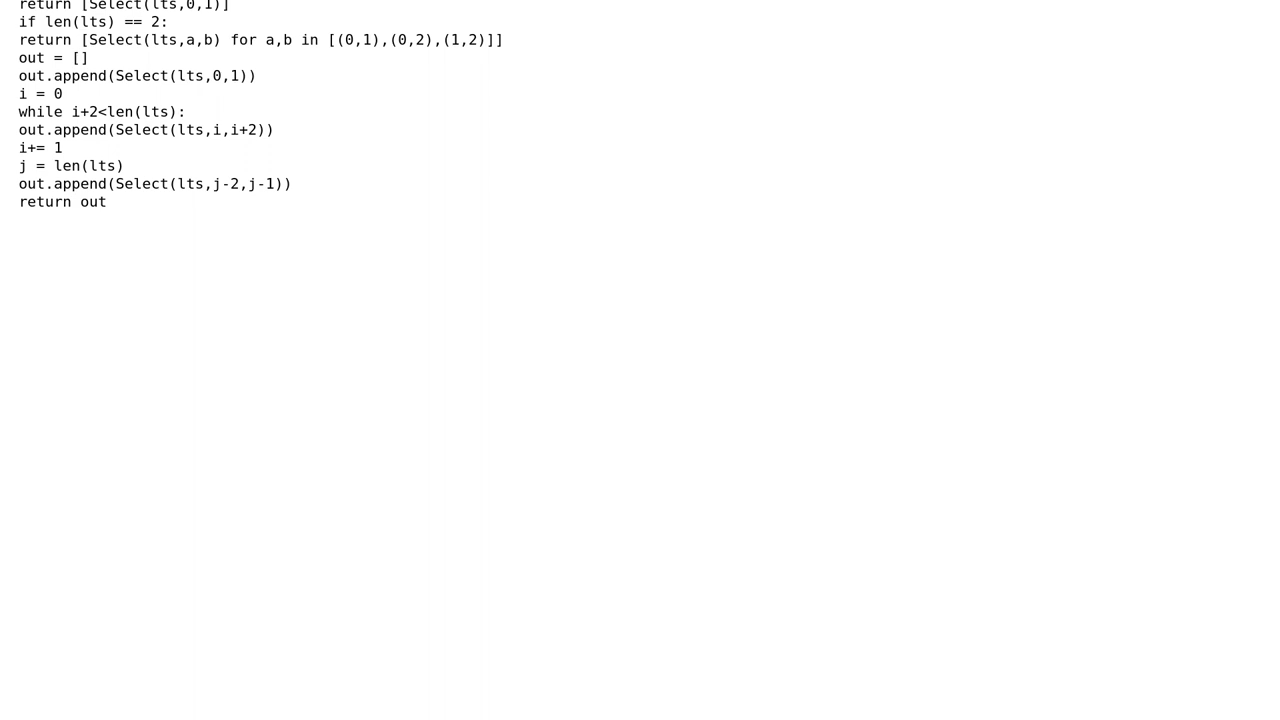 return [Select(lts,0,1)]
if len(lts) == 2:
return [Select(lts,a,b) for a,b in [(0,1),(0,2),(1,2)]]
out = []
out.append(Select(lts,0,1))
i = 0
while i+2<len(lts):
out.append(Select(lts,i,i+2))
i+= 1
j = len(lts)
out.append(Select(lts,j-2,j-1))
return out